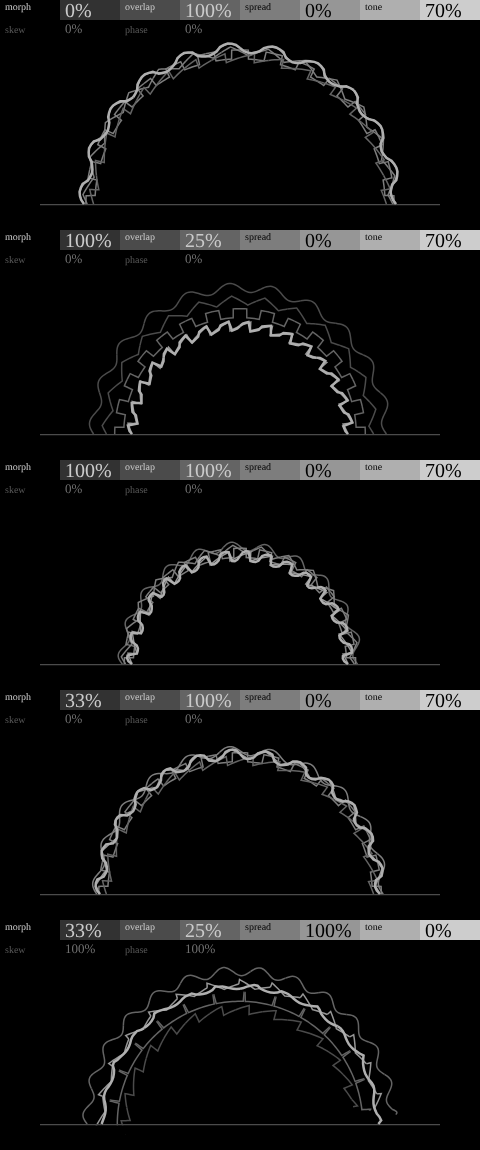 morph 0% overlap 100% spread 0% tone 70%
skew 0% phase 0%
morph 100% overlap 25% spread 0% tone 70%
skew 0% phase 0%
morph 100% overlap 100% spread 0% tone 70%
skew 0% phase 0%
morph 33% overlap 100% spread 0% tone 70%
skew 0% phase 0%
morph 33% overlap 25% spread 100% tone 0%
skew 100% phase 100%